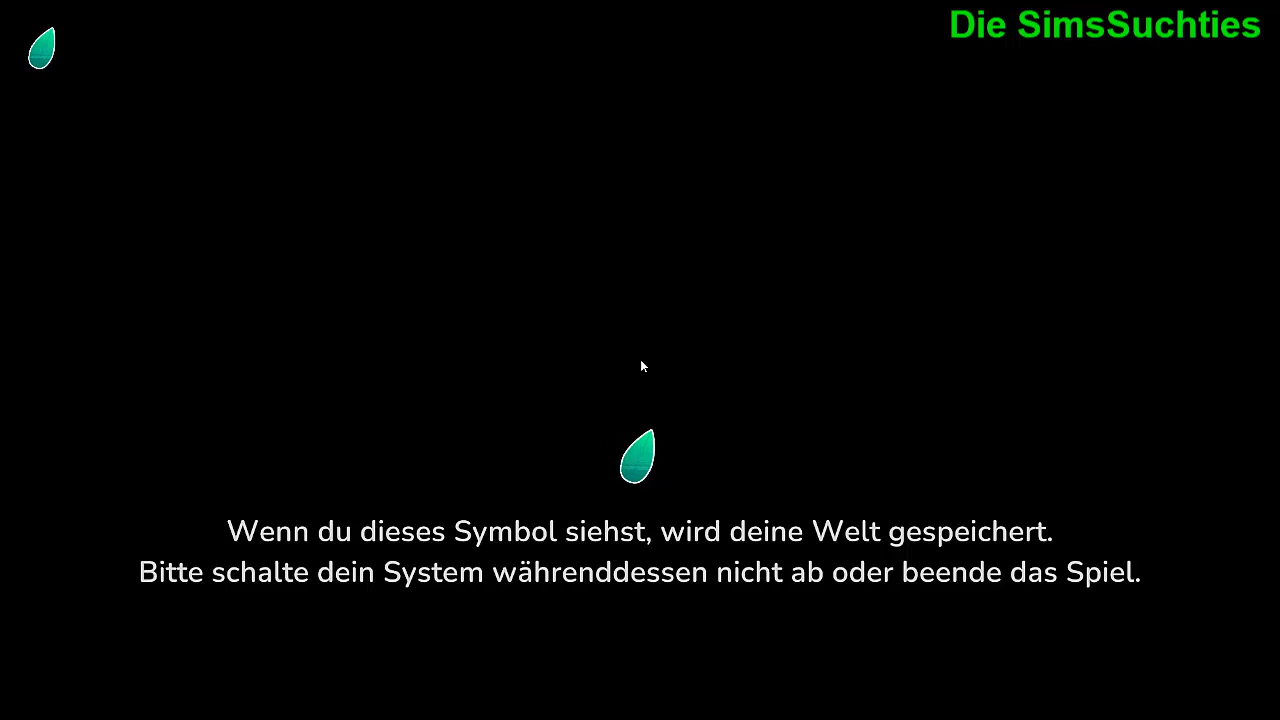 Die SimsSuchties
Wenn du dieses Symbol siehst, wird deine Welt gespeichert.
Bitte schalte dein System währenddessen nicht ab oder beende das Spiel.